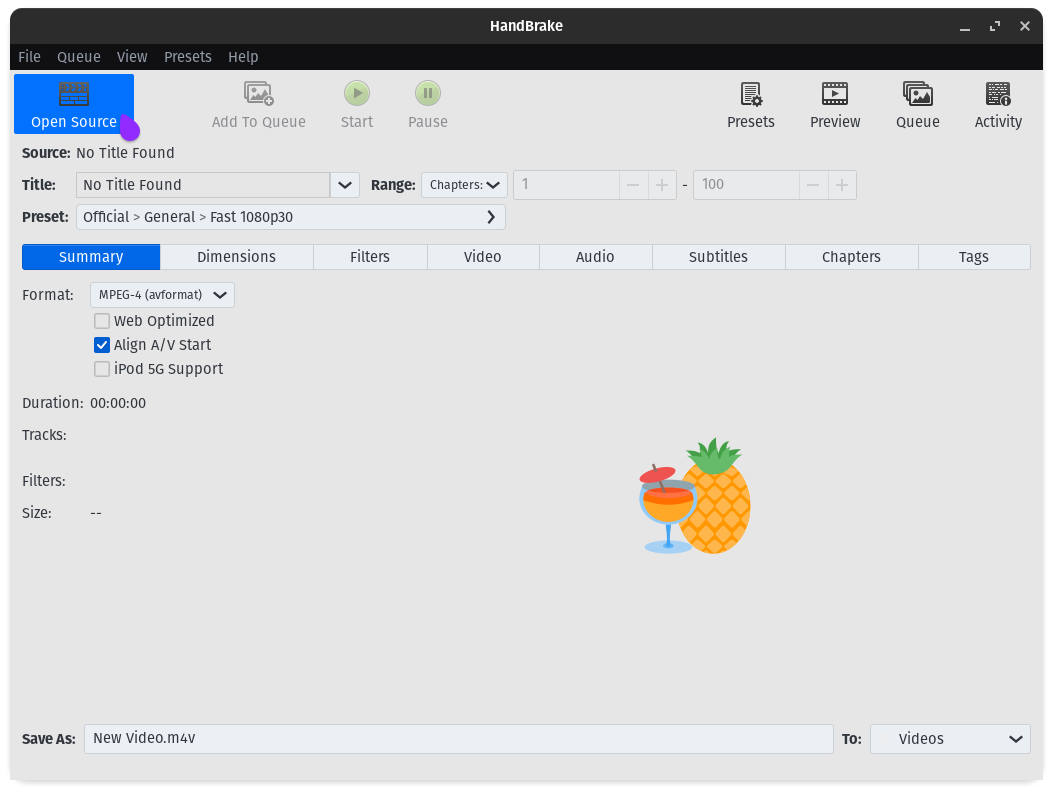 HandBrake
File Queue View Presets Help
Open Source Add To Queue Start Pause Presets Preview Queue Activity
Source: No Title Found
Title: No Title Found Range: Chapters: 1 - 100
Preset: Official > General > Fast 1080p30
Summary Dimensions Filters Video Audio Subtitles Chapters Tags
Format: MPEG-4 (avformat)
Web Optimized
Align A/V Start
iPod 5G Support
Duration: 00:00:00
Tracks:
Filters:
Size: --
Save As: New Video.m4v To: Videos